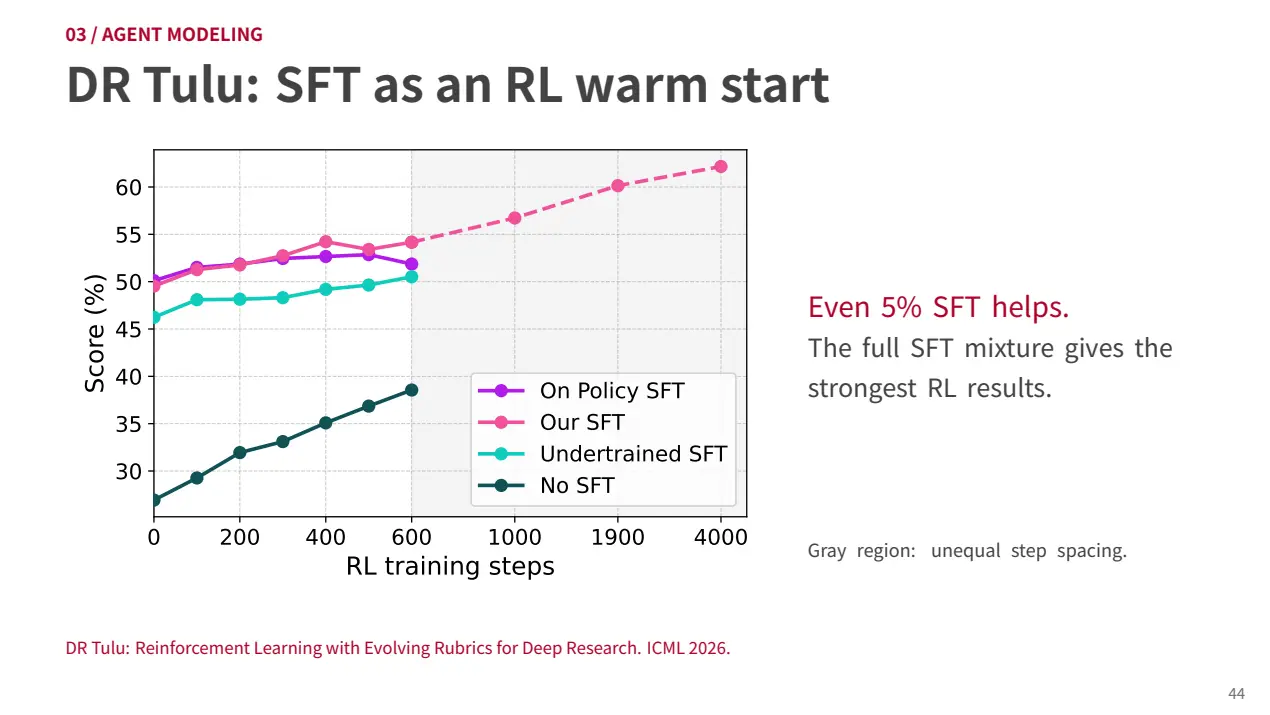 03 / AGENT MODELING
DR Tulu: SFT as an RL warm start
60
55
50
45
40
35
30
Score (%)
On Policy SFT
Our SFT
Undertrained SFT
No SFT
0 200 400 600 1000 1900 4000
RL training steps
Even 5% SFT helps.
The full SFT mixture gives the
strongest RL results.
Gray region: unequal step spacing.
DR Tulu: Reinforcement Learning with Evolving Rubrics for Deep Research. ICML 2026.
44